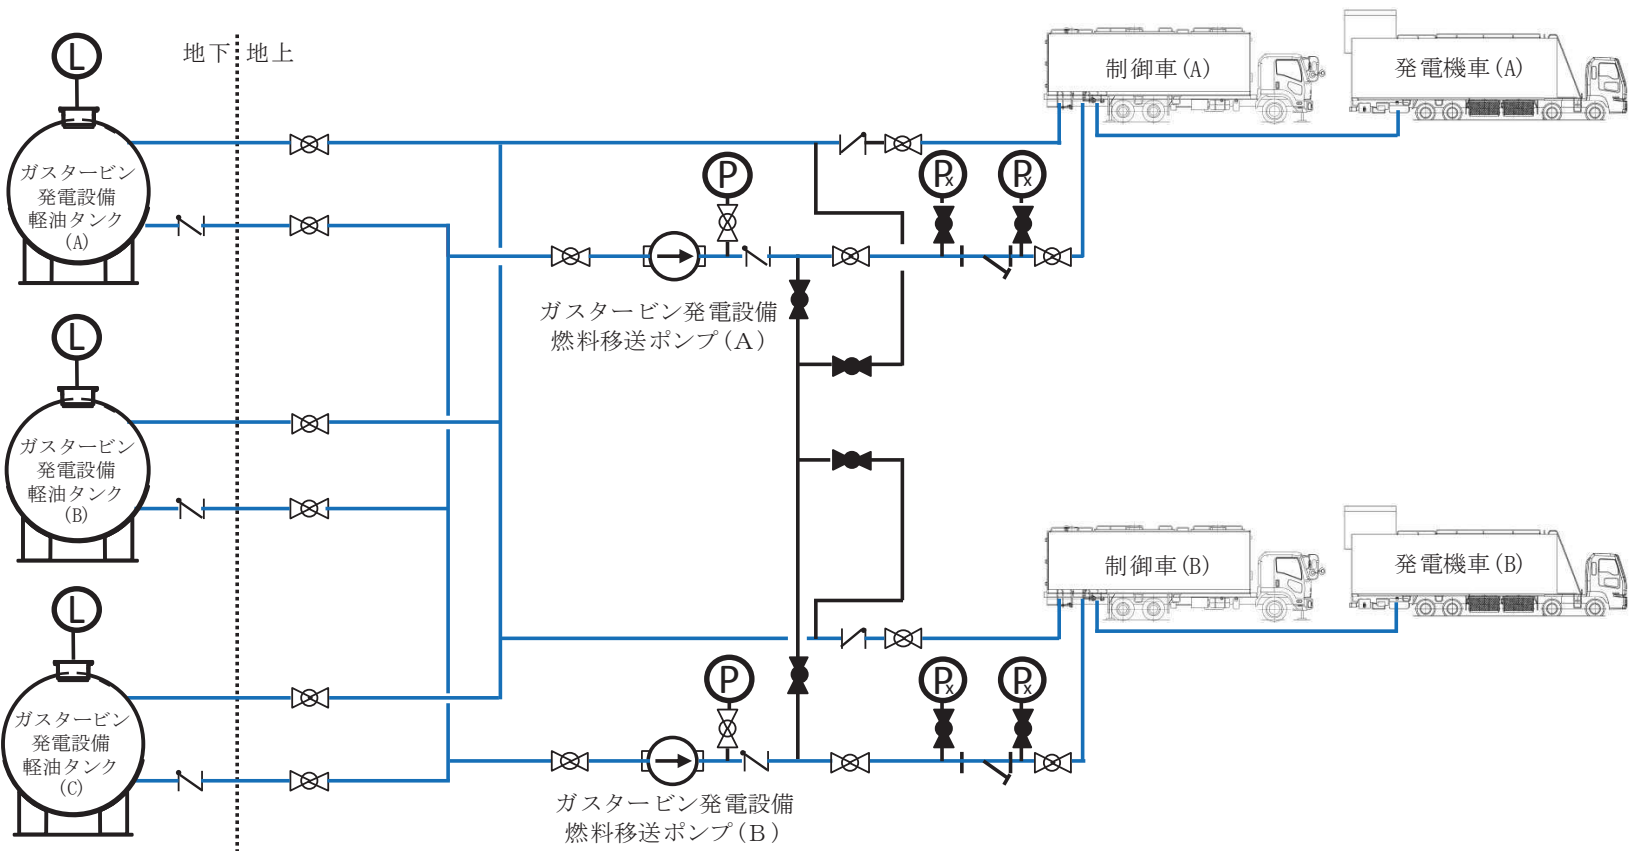 地下
地上
L
ガスタービン
発電設備
軽油タンク
(A)
制御車(A)
発電機車(A)
P
Px
Px
ガスタービン発電設備
燃料移送ポンプ(A)
L
ガスタービン
発電設備
軽油タンク
(B)
制御車(B)
発電機車(B)
L
ガスタービン
発電設備
軽油タンク
(C)
P
Px
Px
ガスタービン発電設備
燃料移送ポンプ(B)